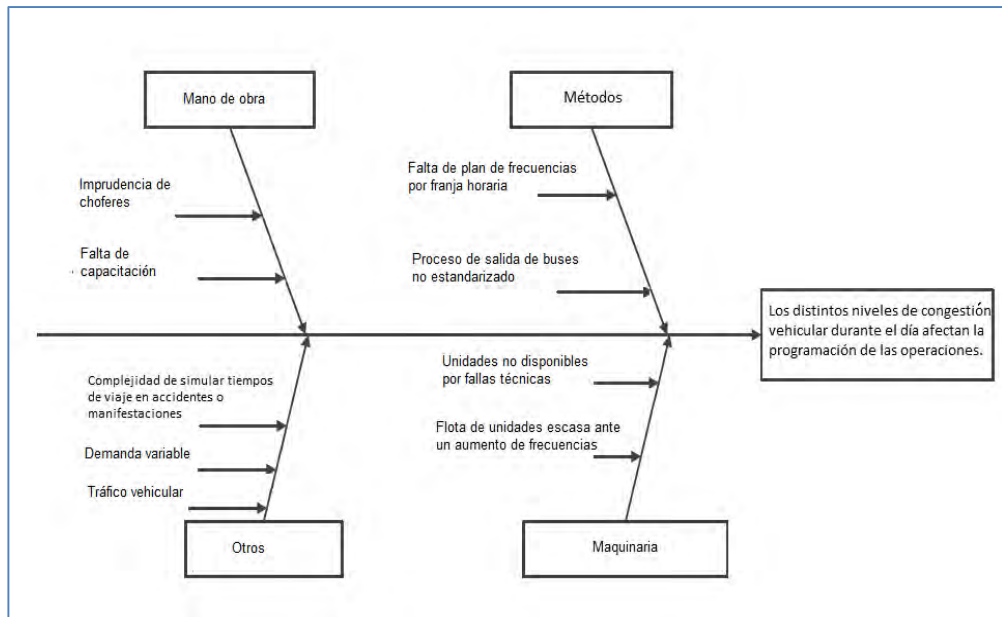 Mano de obra
Métodos
Imprudencia de
choferes
Falta de
capacitación
Falta de plan de frecuencias
por franja horaria
Proceso de salida de buses
no estandarizado
Los distintos niveles de congestión
vehicular durante el día afectan la
programación de las operaciones.
Complejidad de simular tiempos
de viaje en accidentes o
manifestaciones
Demanda variable
Tráfico vehicular
Unidades no disponibles
por fallas técnicas
Flota de unidades escasa ante
un aumento de frecuencias
Otros
Maquinaria